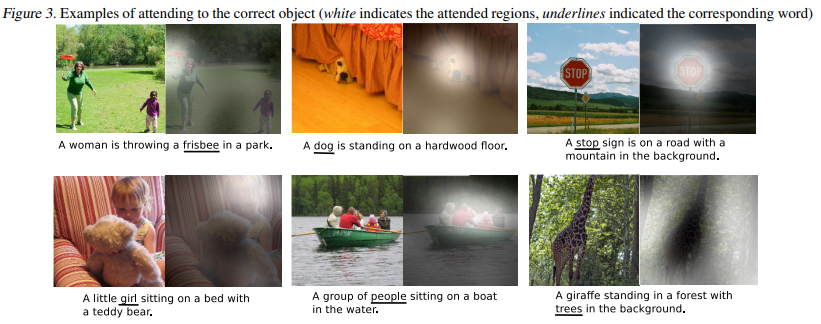 Figure 3. Examples of attending to the correct object (white indicates the attended regions, underlines indicated the corresponding word)
STOP
STOP
A woman is throwing a frisbee in a park.
A dog is standing on a hardwood floor.
A stop sign is on a road with a
mountain in the background.
A little girl sitting on a bed with
a teddy bear.
A group of people sitting on a boat
in the water.
A giraffe standing in a forest with
trees in the background.